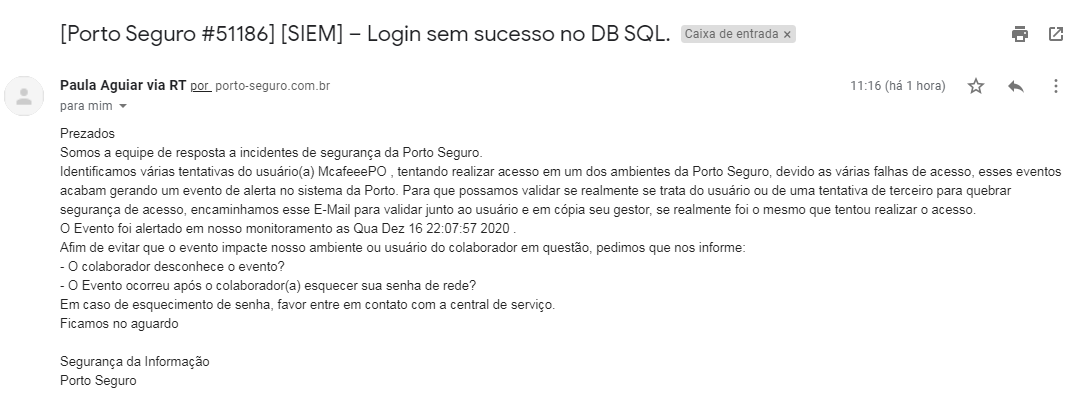 [Porto Seguro #51186] [SIEM] – Login sem sucesso no DB SQL. Caixa de entrada ×
Paula Aguiar via RT por porto-seguro.com.br 11:16 (há 1 hora)
para mim
Prezados
Somos a equipe de resposta a incidentes de segurança da Porto Seguro.
Identificamos várias tentativas do usuário(a) McafeeePO , tentando realizar acesso em um dos ambientes da Porto Seguro, devido as várias falhas de acesso, esses eventos
acabam gerando um evento de alerta no sistema da Porto. Para que possamos validar se realmente se trata do usuário ou de uma tentativa de terceiro para quebrar
segurança de acesso, encaminhamos esse E-Mail para validar junto ao usuário e em cópia seu gestor, se realmente foi o mesmo que tentou realizar o acesso.
O Evento foi alertado em nosso monitoramento as Qua Dez 16 22:07:57 2020 .
Afim de evitar que o evento impacte nosso ambiente ou usuário do colaborador em questão, pedimos que nos informe:
- O colaborador desconhece o evento?
- O Evento ocorreu após o colaborador(a) esquecer sua senha de rede?
Em caso de esquecimento de senha, favor entre em contato com a central de serviço.
Ficamos no aguardo
Segurança da Informação
Porto Seguro